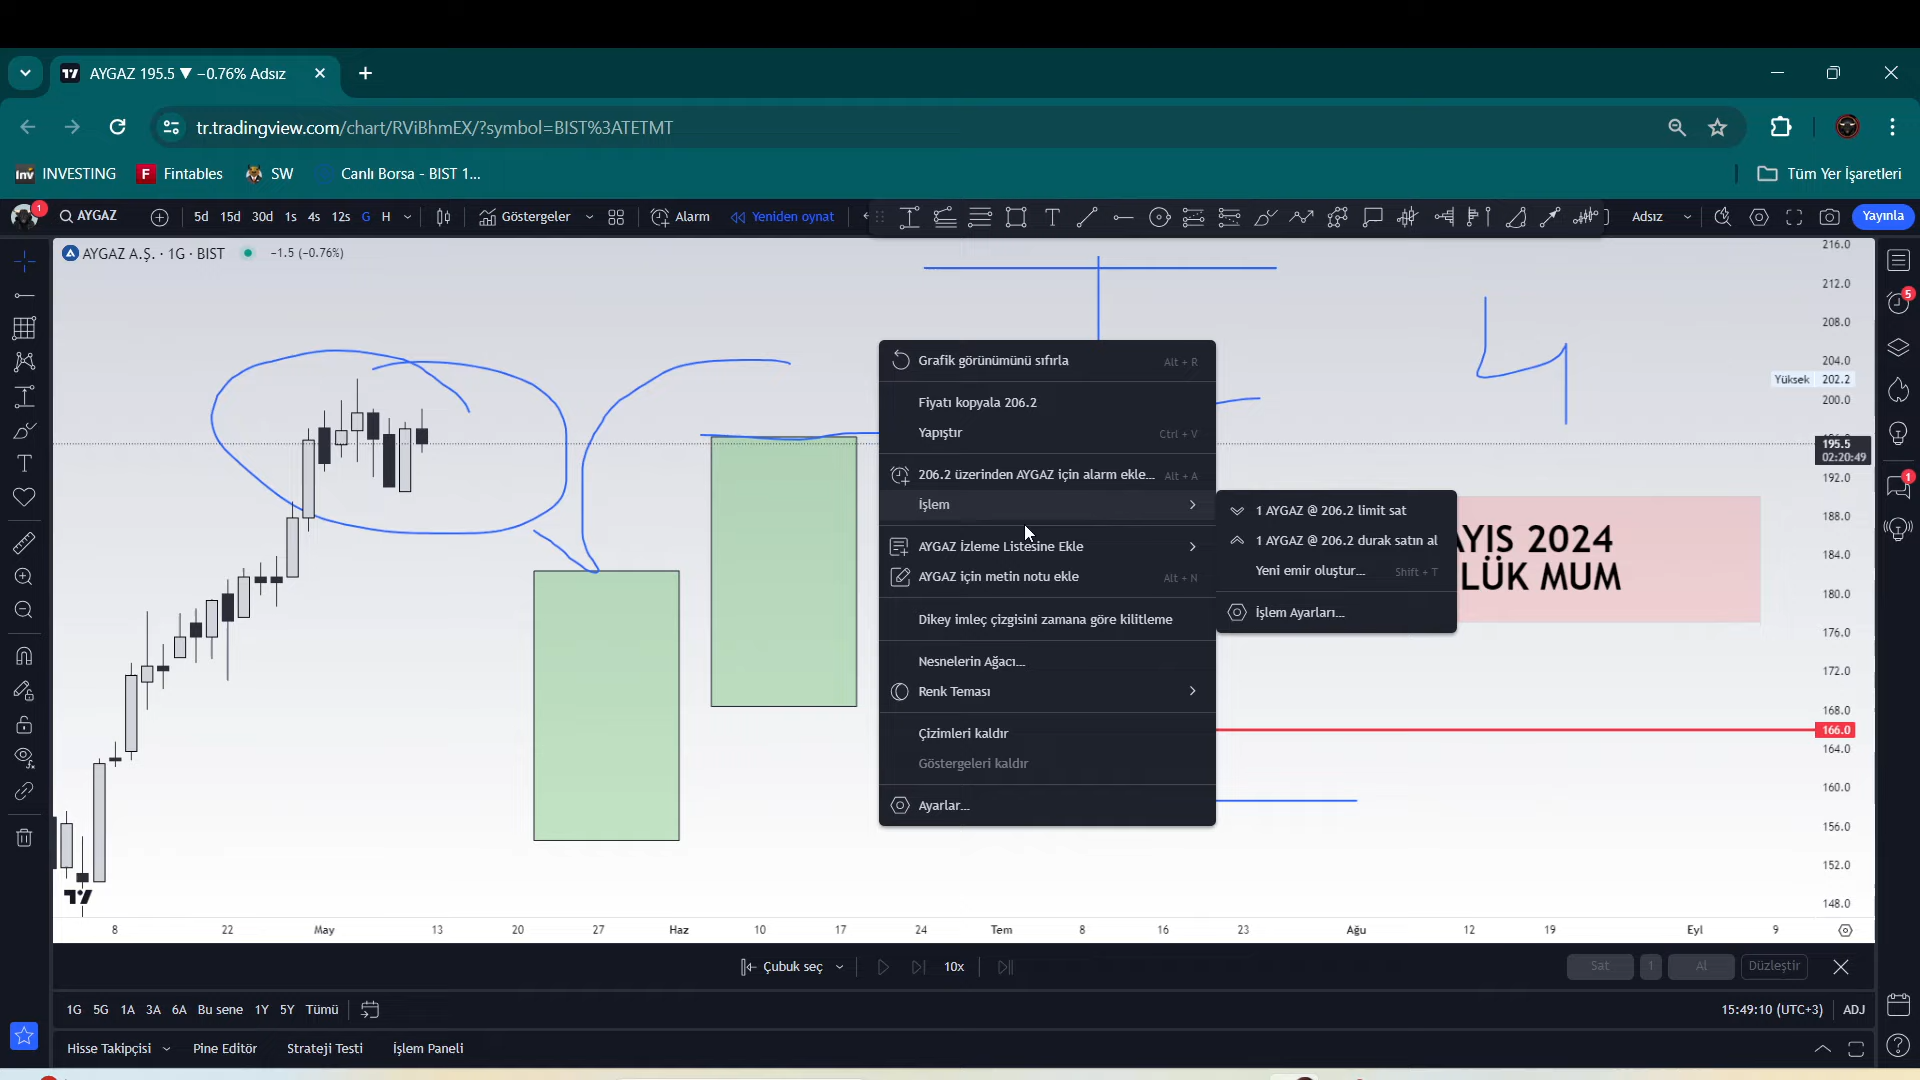 AYGAZ 195.5 ▼ −0.76% Adsız
tr.tradingview.com/chart/RViBhmEX/?symbol=BIST%3ATETMT
Inv INVESTING F Fintables SW Canlı Borsa - BIST 1... Tüm Yer İşaretleri
1 AYGAZ 5d 15d 30d 1s 4s 12s G H Göstergeler Alarm Yeniden oynat Adsız Yayınla
AYGAZ A.Ş. · 1G · BIST −1.5 (−0.76%)
216.0
212.0
208.0
204.0
Yüksek 202.2
200.0
195.5
02:20:49
192.0
188.0
184.0
180.0
176.0
172.0
168.0
166.0
164.0
160.0
156.0
152.0
148.0
5
1
4
Grafik görünümünü sıfırla Alt + R
Fiyatı kopyala 206.2
Yapıştır Ctrl + V
206.2 üzerinden AYGAZ için alarm ekle... Alt + A
İşlem
AYGAZ İzleme Listesine Ekle
AYGAZ için metin notu ekle Alt + N
Dikey imleç çizgisini zamana göre kilitleme
Nesnelerin Ağacı...
Renk Teması
Çizimleri kaldır
Göstergeleri kaldır
Ayarlar...
1 AYGAZ @ 206.2 limit sat
1 AYGAZ @ 206.2 durak satın al
Yeni emir oluştur... Shift + T
İşlem Ayarları...
AYIS 2024
LÜK MUM
8 22 May 13 20 27 Haz 10 17 24 Tem 8 16 23 Ağu 12 19 Eyl 9
Çubuk seç 10x Sat 1 Al Düzleştir
1G 5G 1A 3A 6A Bu sene 1Y 5Y Tümü 15:49:10 (UTC+3) ADJ
Hisse Takipçisi Pine Editör Strateji Testi İşlem Paneli